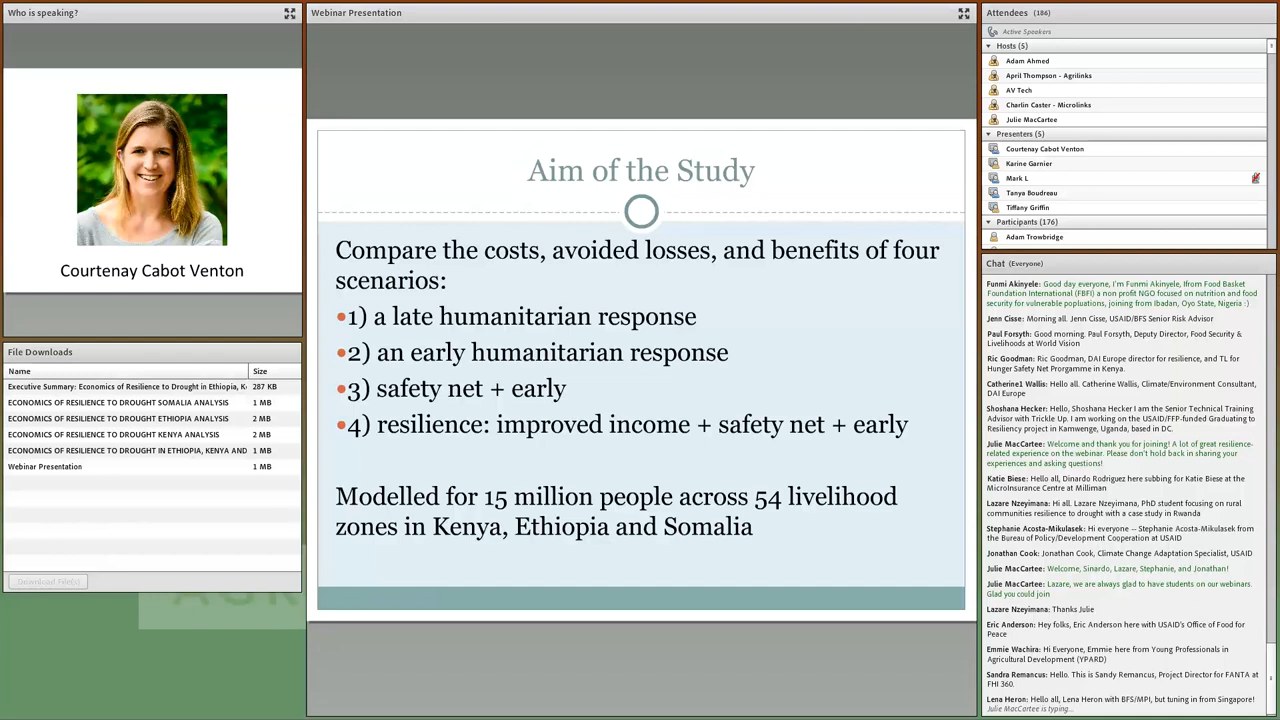 Who is speaking?
Courtenay Cabot Venton
File Downloads
Name Size
Executive Summary: Economics of Resilience to Drought in Ethiopia, K 287 KB
ECONOMICS OF RESILIENCE TO DROUGHT SOMALIA ANALYSIS 1 MB
ECONOMICS OF RESILIENCE TO DROUGHT ETHIOPIA ANALYSIS 2 MB
ECONOMICS OF RESILIENCE TO DROUGHT KENYA ANALYSIS 2 MB
ECONOMICS OF RESILIENCE TO DROUGHT IN ETHIOPIA, KENYA AND 1 MB
Webinar Presentation 1 MB
Download File(s)
Webinar Presentation
Aim of the Study
Compare the costs, avoided losses, and benefits of four
scenarios:
•1) a late humanitarian response
•2) an early humanitarian response
•3) safety net + early
•4) resilience: improved income + safety net + early
Modelled for 15 million people across 54 livelihood
zones in Kenya, Ethiopia and Somalia
Attendees (186)
Active Speakers
Hosts (5)
Adam Ahmed
April Thompson - Agrilinks
AV Tech
Charlin Caster - Microlinks
Julie MacCartee
Presenters (5)
Courtenay Cabot Venton
Karine Garnier
Mark L
Tanya Boudreau
Tiffany Griffin
Participants (176)
Adam Trowbridge
Chat (Everyone)
Funmi Akinyele: Good day everyone, I'm Funmi Akinyele, Ifrom Food Basket
Foundation International (FBFI) a non profit NGO focused on nutrition and food
security for vulnerable popluations, joining from Ibadan, Oyo State, Nigeria :)
Jenn Cisse: Morning all. Jenn Cisse, USAID/BFS Senior Risk Advisor
Paul Forsyth: Good morning. Paul Forsyth, Deputy Director, Food Security &
Livelihoods at World Vision
Ric Goodman: Ric Goodman, DAI Europe director for resilience, and TL for
Hunger Safety Net Prorgamme in Kenya.
Catherine1 Wallis: Hello all. Catherine Wallis, Climate/Environment Consultant,
DAI Europe
Shoshana Hecker: Hello, Shoshana Hecker I am the Senior Technical Training
Advisor with Trickle Up. I am working on the USAID/FFP-funded Graduating to
Resiliency project in Kamwenge, Uganda, based in DC.
Julie MacCartee: Welcome and thank you for joining! A lot of great resilience-
related experience on the webinar. Please don't hold back in sharing your
experiences and asking questions!
Katie Biese: Hello all, Dinardo Rodriguez here subbing for Katie Biese at the
MicroInsurance Centre at Milliman
Lazare Nzeyimana: Hi all. Lazare Nzeyimana, PhD student focusing on rural
communities resilience to drought with a case study in Rwanda
Stephanie Acosta-Mikulasek: Hi everyone -- Stephanie Acosta-Mikulasek from
the Bureau of Policy/Development Cooperation at USAID
Jonathan Cook: Jonathan Cook, Climate Change Adaptation Specialist, USAID
Julie MacCartee: Welcome, Sinardo, Lazare, Stephanie, and Jonathan!
Julie MacCartee: Lazare, we are always glad to have students on our webinars.
Glad you could join
Lazare Nzeyimana: Thanks Julie
Eric Anderson: Hey folks, Eric Anderson here with USAID's Office of Food for
Peace
Emmie Wachira: Hi Everyone, Emmie here from Young Professionals in
Agricultural Development (YPARD)
Sandra Remancus: Hello. This is Sandy Remancus, Project Director for FANTA at
FHI 360.
Lena Heron: Hello all, Lena Heron with BFS/MPI, but tuning in from Singapore!
Julie MacCartee is typing...